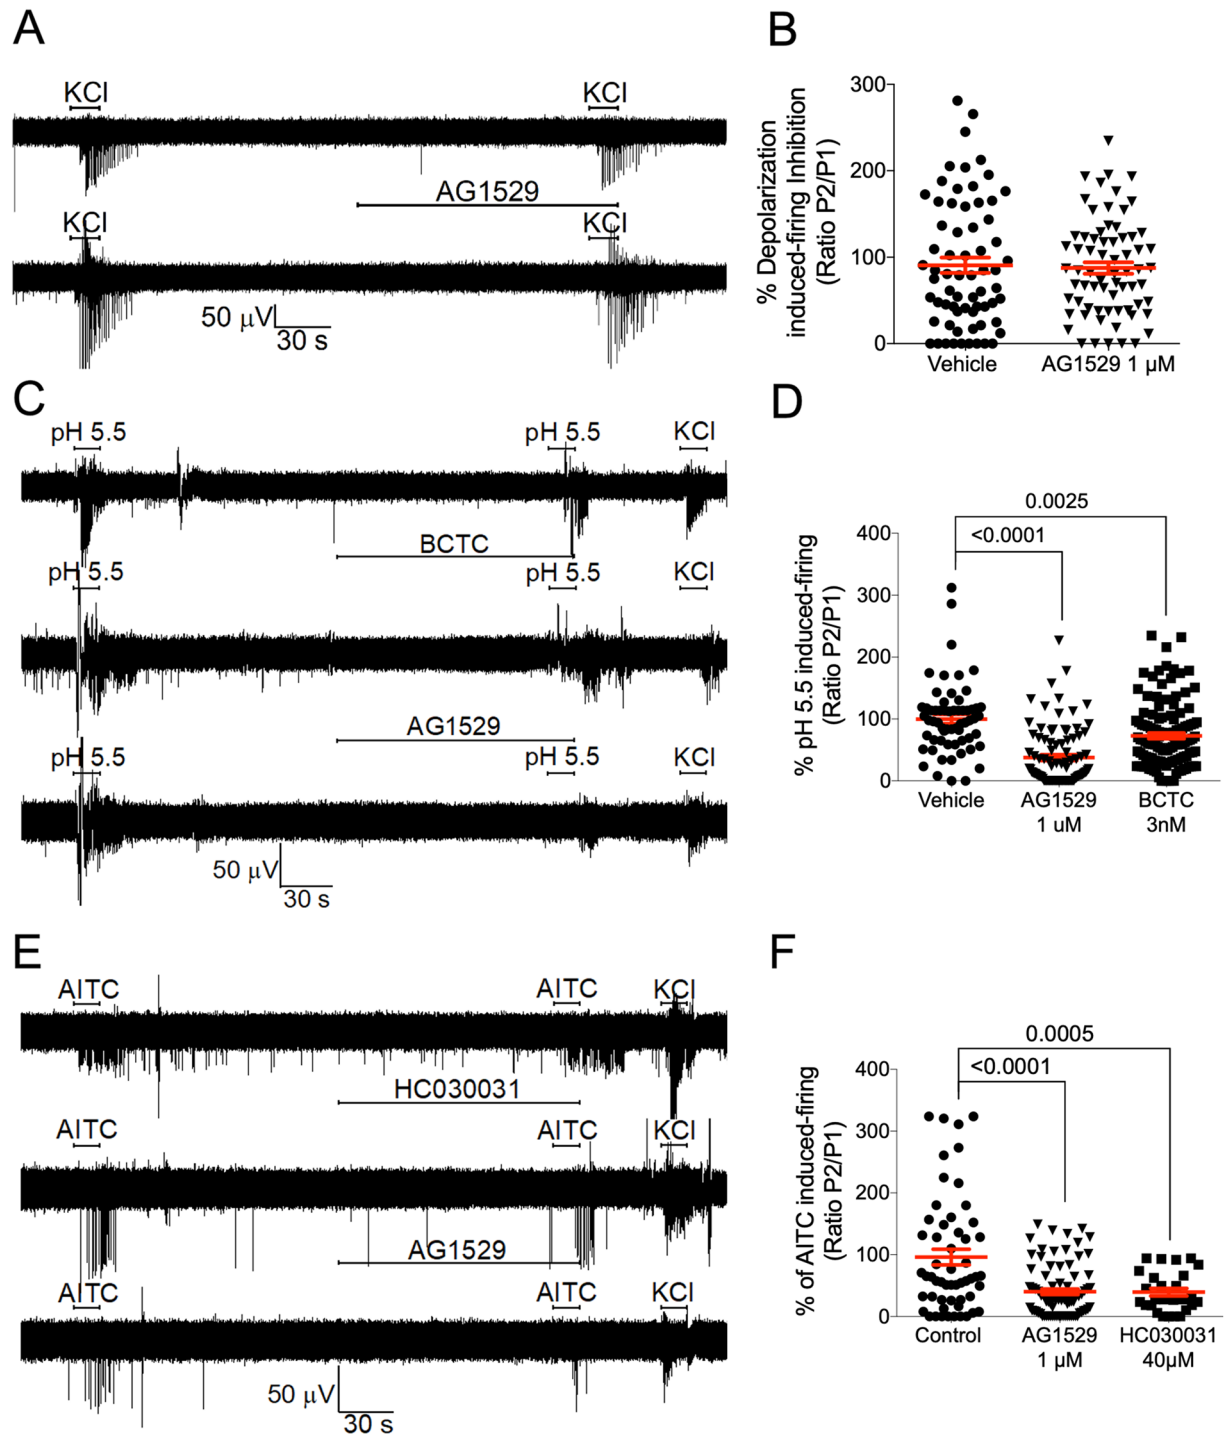 A
KCl
KCl
AG1529
KCl
KCl
50 µV
30 s
B
% Depolarization
induced-firing Inhibition
(Ratio P2/P1)
300
200
100
0
Vehicle
AG1529 1 µM
C
pH 5.5
pH 5.5
KCl
BCTC
pH 5.5
pH 5.5
KCl
AG1529
pH 5.5
pH 5.5
KCl
50 µV
30 s
D
% pH 5.5 induced-firing
(Ratio P2/P1)
0.0025
<0.0001
400
300
200
100
0
Vehicle
AG1529
1 uM
BCTC
3nM
E
AITC
AITC
KCl
HC030031
AITC
AITC
KCl
AG1529
AITC
AITC
KCl
50 µV
30 s
F
% of AITC induced-firing
(Ratio P2/P1)
0.0005
<0.0001
400
300
200
100
0
Control
AG1529
1 µM
HC030031
40µM